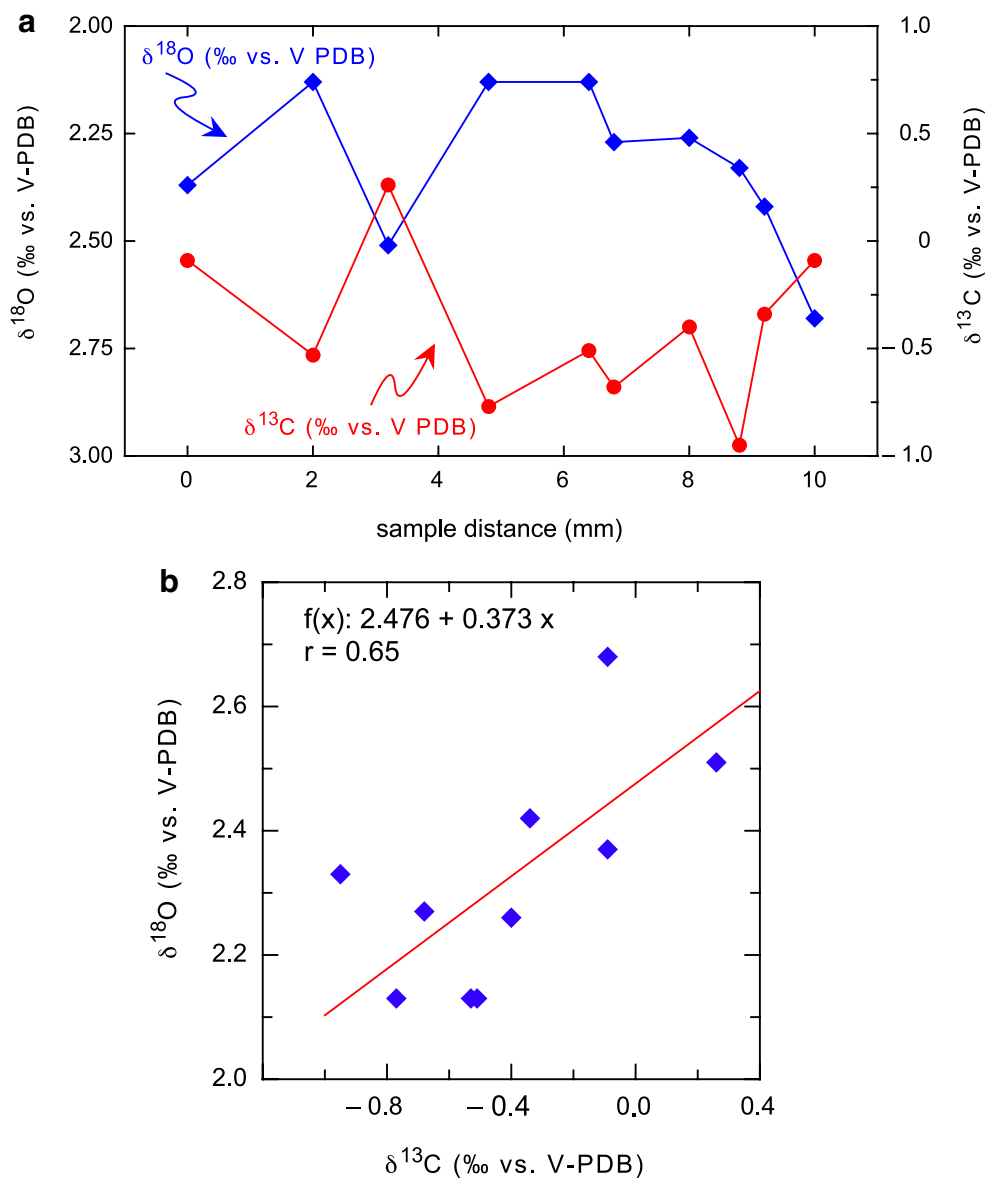 a
2.00
2.25
2.50
2.75
3.00
δ18O (‰ vs. V-PDB)
δ18O (‰ vs. V PDB)
δ13C (‰ vs. V PDB)
1.0
0.5
0
−0.5
−1.0
δ13C (‰ vs. V-PDB)
0 2 4 6 8 10
sample distance (mm)
b
f(x): 2.476 + 0.373 x
r = 0.65
2.8
2.6
2.4
2.2
2.0
δ18O (‰ vs. V-PDB)
−0.8 −0.4 0.0 0.4
δ13C (‰ vs. V-PDB)